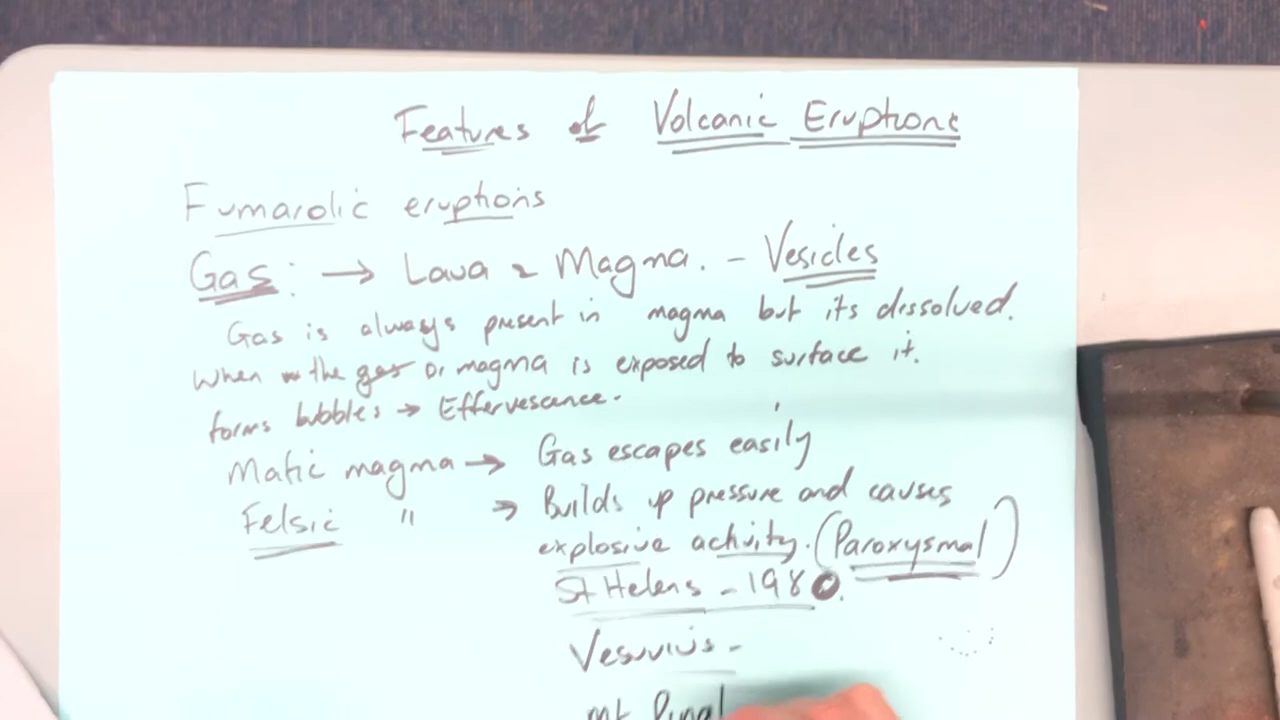 Features of Volcanic Eruptions
Fumarolic eruptions
Gas: → Lava & Magma. - Vesicles
Gas is always present in magma but its dissolved.
When the gas or magma is exposed to surface it
forms bubbles → Effervesance.
Mafic magma → Gas escapes easily
Felsic " → Builds up pressure and causes
explosive activity. (Paroxysmal)
St Helens - 1980.
Vesuvius -
Mt